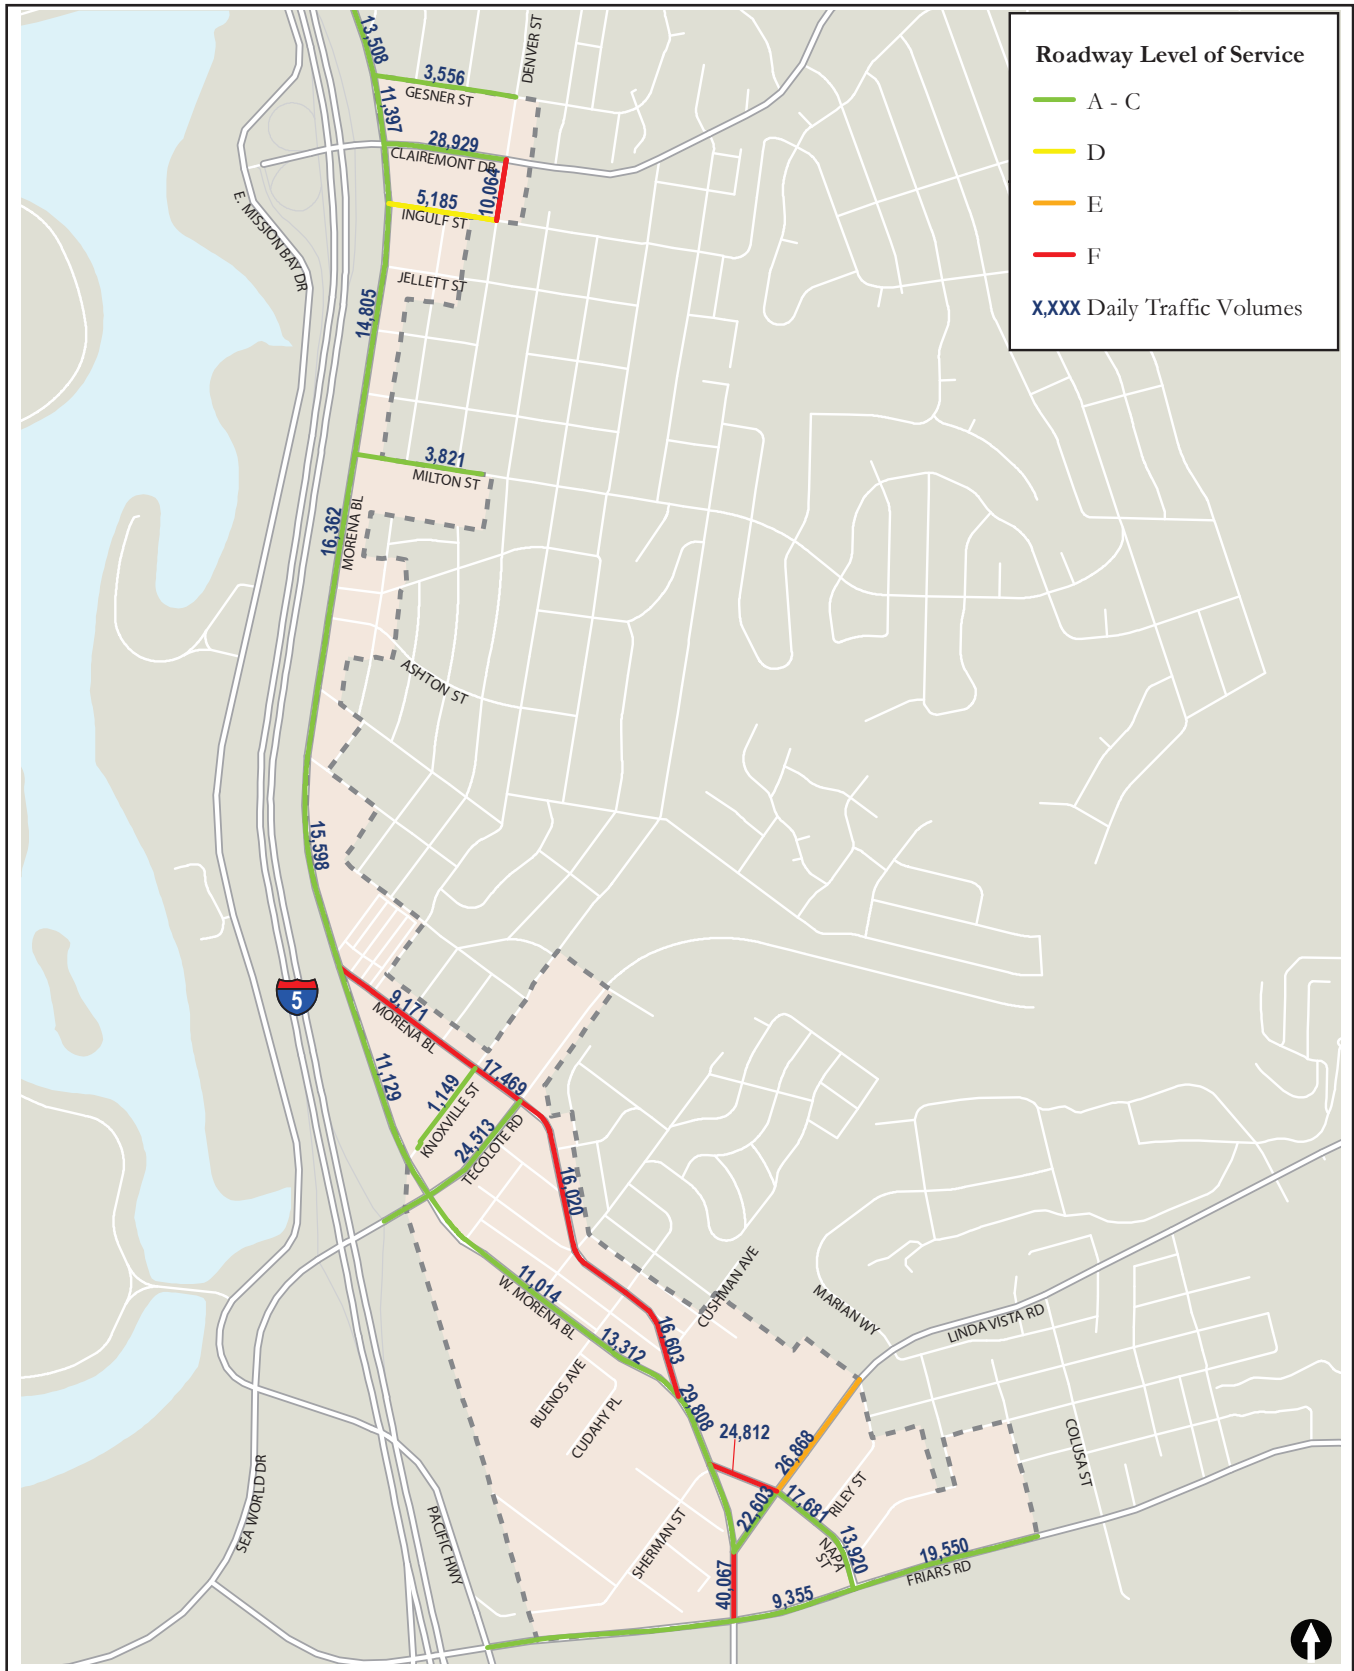 Roadway Level of Service
A - C
D
E
F
X,XXX Daily Traffic Volumes
13,508
DENVER ST
3,556
GESNER ST
11,397
28,929
CLAIREMONT DR
10,064
5,185
INGULF ST
E. MISSION BAY DR
JELLETT ST
14,805
3,821
MILTON ST
16,362
MORENA BL
ASHTON ST
15,598
5
9,171
MORENA BL
11,129
17,469
1,149
KNOXVILLE ST
24,513
TECOLOTE RD
16,020
11,014
W. MORENA BL
CUSHMAN AVE
MARIAN WY
LINDA VISTA RD
16,603
13,312
BUENOS AVE
CUDAHY PL
29,808
24,812
26,868
COLUSA ST
SEA WORLD DR
PACIFIC HWY
RILEY ST
22,603
17,681
SHERMAN ST
NAPA
ST
13,920
19,550
FRIARS RD
40,067
9,355